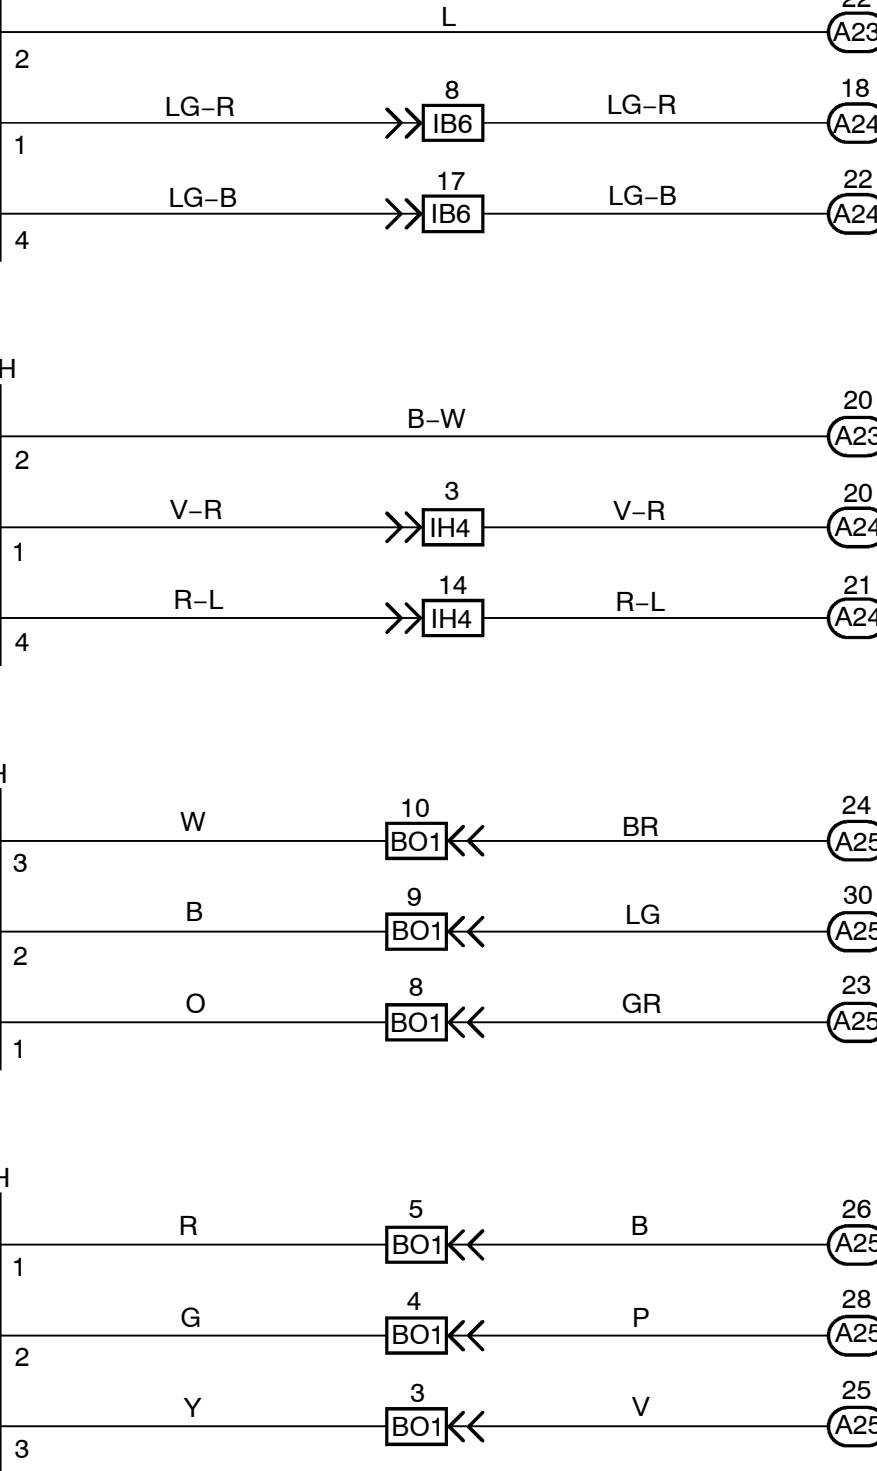 L
22
A23
2
LG–R
8
IB6
LG–R
18
A24
1
LG–B
17
IB6
LG–B
22
A24
4
H
B–W
20
A23
2
V–R
3
IH4
V–R
20
A24
1
R–L
14
IH4
R–L
21
A24
4
H
W
10
BO1
BR
24
A25
3
B
9
BO1
LG
30
A25
2
O
8
BO1
GR
23
A25
1
H
R
5
BO1
B
26
A25
1
G
4
BO1
P
28
A25
2
Y
3
BO1
V
25
A25
3